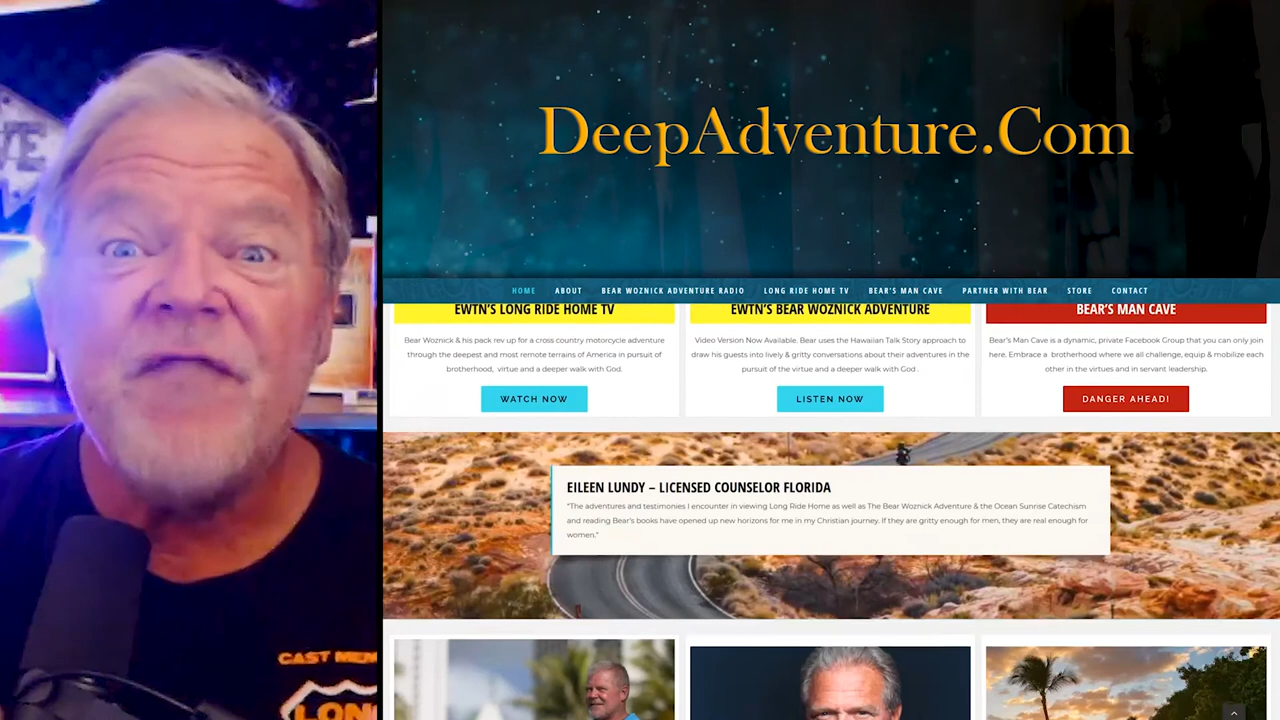 DeepAdventure.Com
HOME ABOUT BEAR WOZNICK ADVENTURE RADIO LONG RIDE HOME TV BEAR'S MAN CAVE PARTNER WITH BEAR STORE CONTACT
EWTN'S LONG RIDE HOME TV
Bear Woznick & his pack rev up for a cross country motorcycle adventure
through the deepest and most remote terrains of America in pursuit of
brotherhood, virtue and a deeper walk with God.
WATCH NOW
EWTN'S BEAR WOZNICK ADVENTURE
Video Version Now Available. Bear uses the Hawaiian Talk Story approach to
draw his guests into lively & gritty conversations about their adventures in the
pursuit of the virtue and a deeper walk with God .
LISTEN NOW
BEAR'S MAN CAVE
Bear's Man Cave is a dynamic, private Facebook Group that you can only join
here. Embrace a brotherhood where we all challenge, equip & mobilize each
other in the virtues and in servant leadership.
DANGER AHEAD!
EILEEN LUNDY – LICENSED COUNSELOR FLORIDA
"The adventures and testimonies I encounter in viewing Long Ride Home as well as The Bear Woznick Adventure & the Ocean Sunrise Catechism
and reading Bear's books have opened up new horizons for me in my Christian journey. If they are gritty enough for men, they are real enough for
women."
CAST MEM
LON